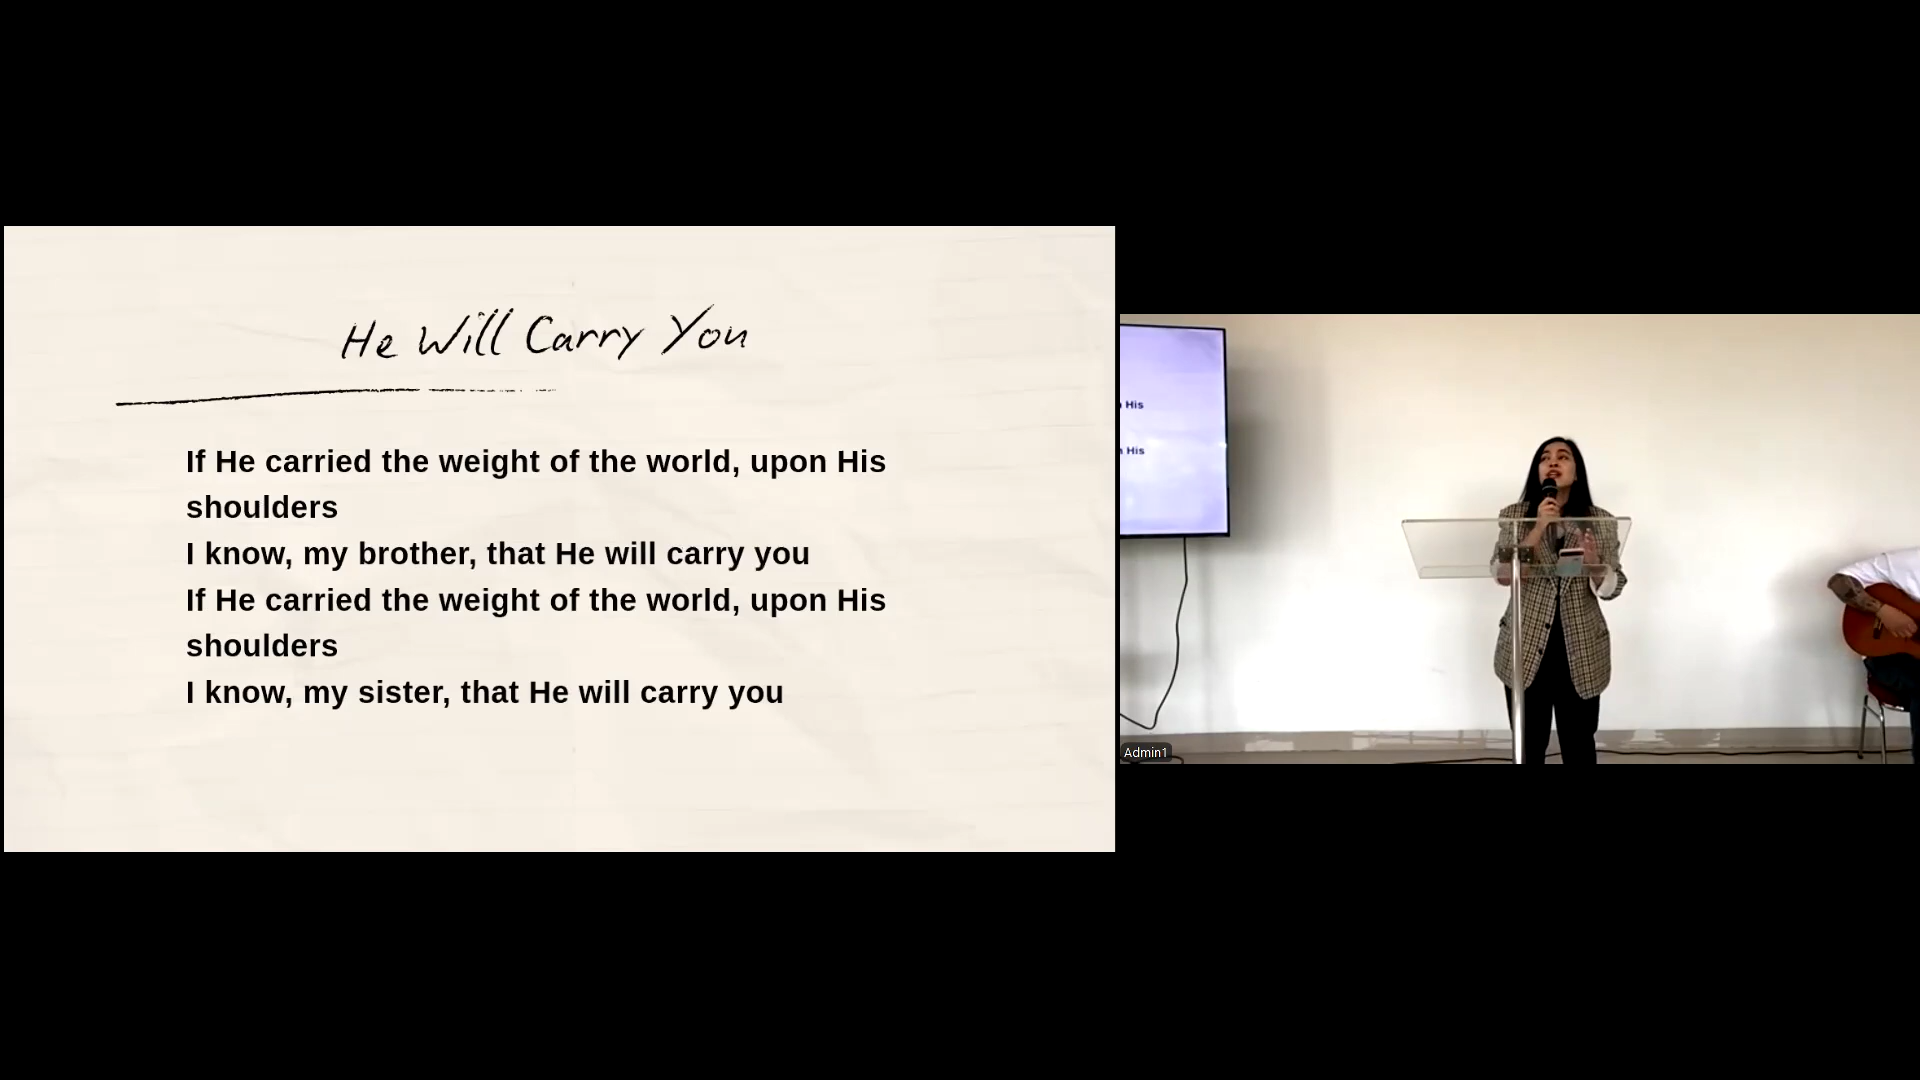 He Will Carry You
If He carried the weight of the world, upon His
shoulders
I know, my brother, that He will carry you
If He carried the weight of the world, upon His
shoulders
I know, my sister, that He will carry you
His
His
Admin1